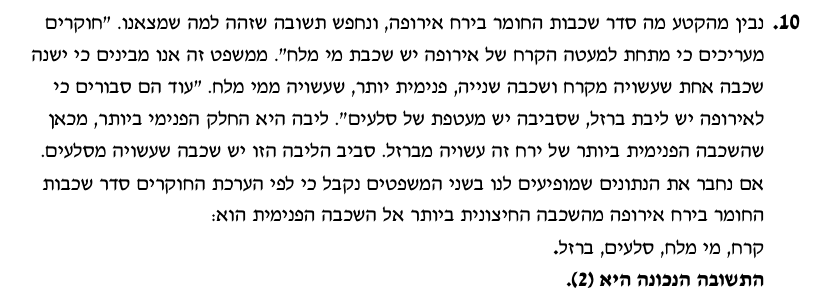 10. נבין מהקטע מה סדר שכבות החומר בירח אירופה, ונחפש תשובה שזהה למה שמצאנו. "חוקרים
מעריכים כי מתחת למעטה הקרח של אירופה יש שכבת מי מלח". ממשפט זה אנו מבינים כי ישנה
שכבה אחת שעשויה מקרח ושכבה שנייה, פנימית יותר, שעשויה ממי מלח. "עוד הם סבורים כי
לאירופה יש ליבת ברזל, שסביבה יש מעטפת של סלעים". ליבה היא החלק הפנימי ביותר, מכאן
שהשכבה הפנימית ביותר של ירח זה עשויה מברזל. סביב הליבה הזו יש שכבה שעשויה מסלעים.
אם נחבר את הנתונים שמופיעים לנו בשני המשפטים נקבל כי לפי הערכת החוקרים סדר שכבות
החומר בירח אירופה מהשכבה החיצונית ביותר אל השכבה הפנימית הוא:
קרח, מי מלח, סלעים, ברזל.
התשובה הנכונה היא (2).